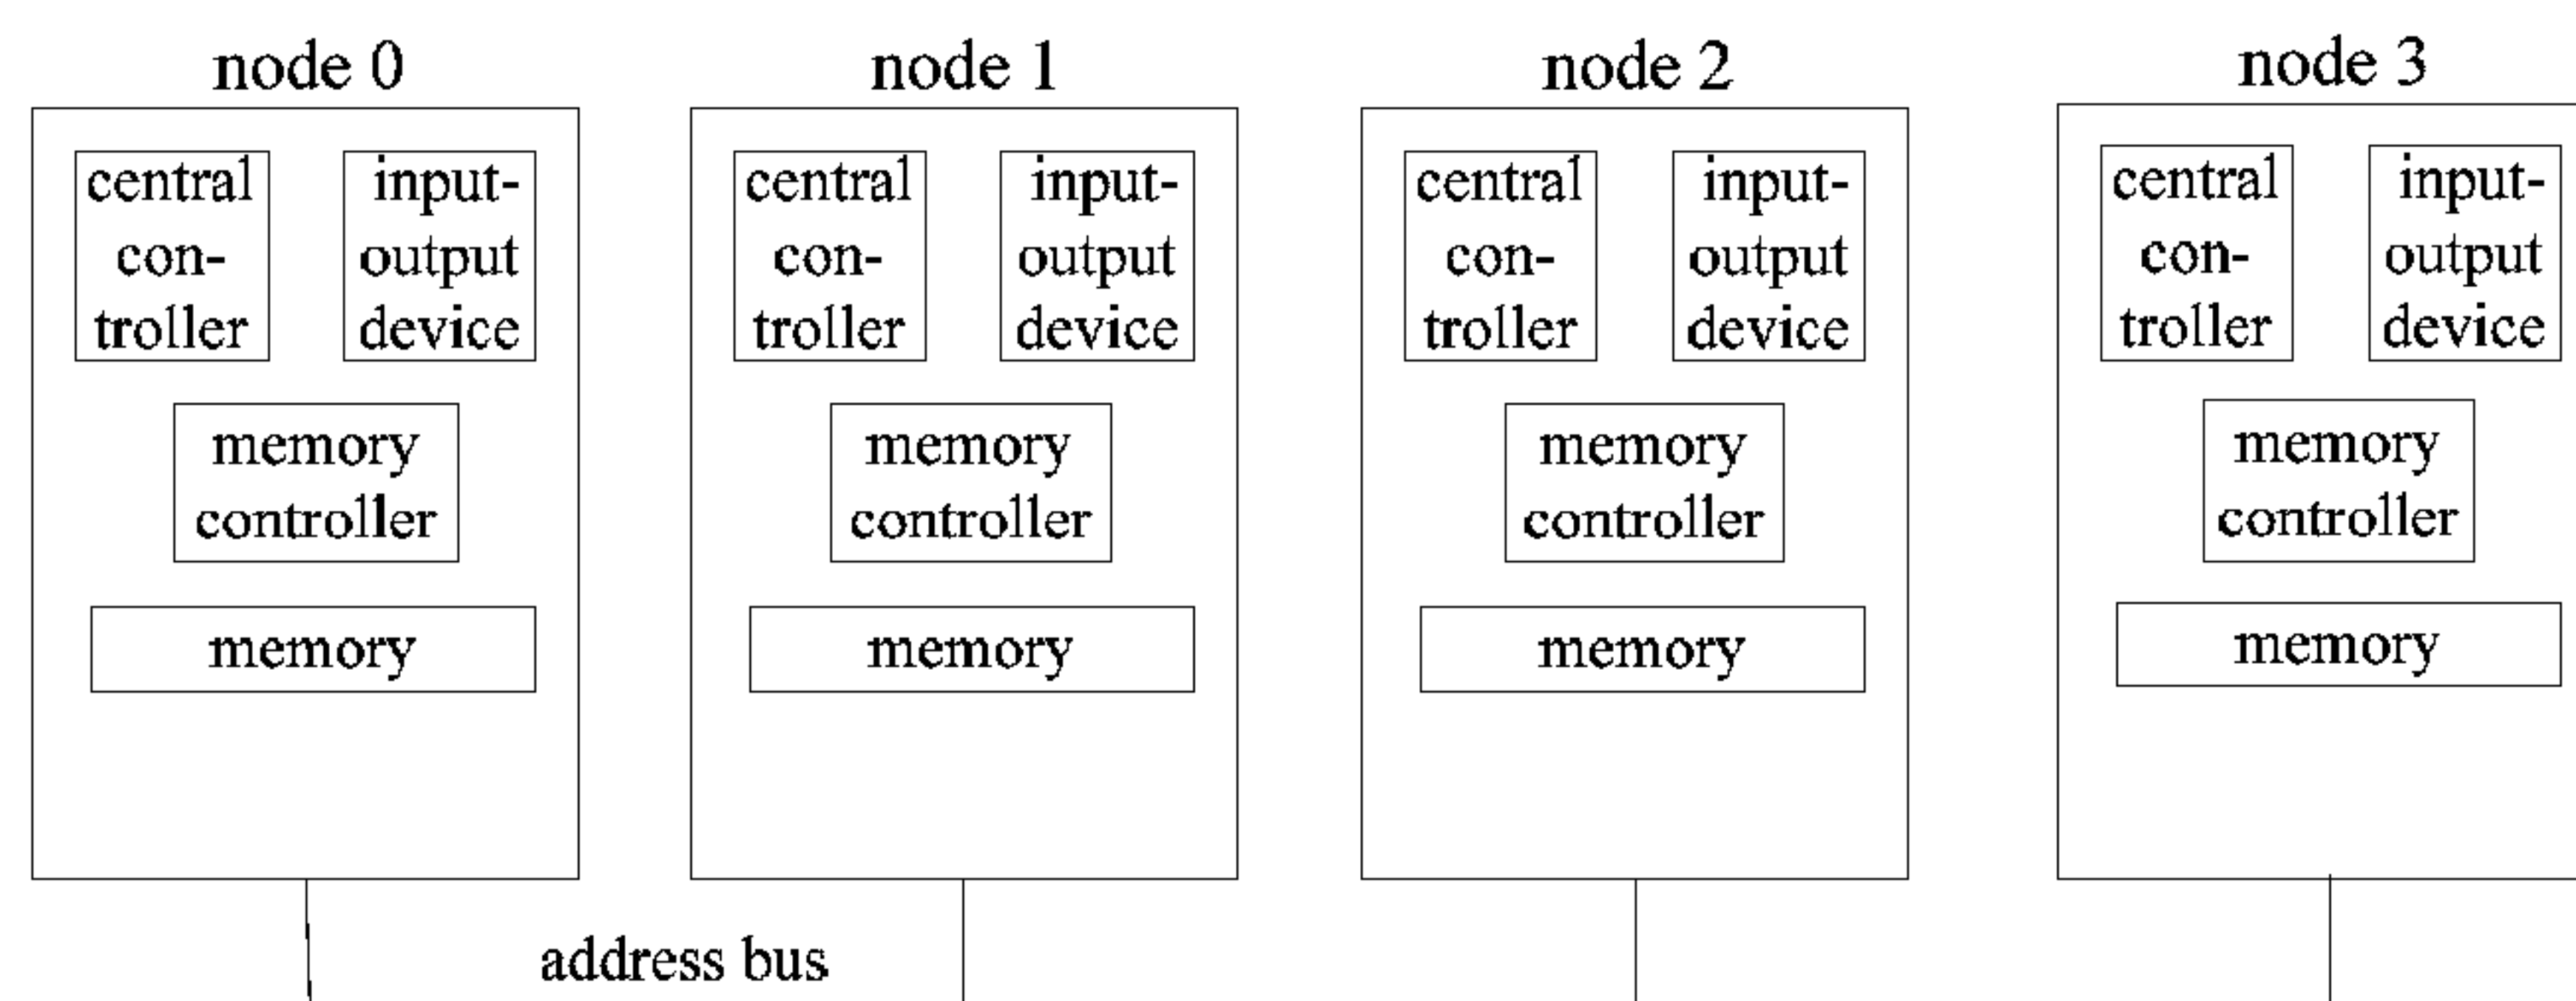 node 0
central
con-
troller
input-
output
device
memory
controller
memory
node 1
central
con-
troller
input-
output
device
memory
controller
memory
node 2
central
con-
troller
input-
output
device
memory
controller
memory
node 3
central
con-
troller
input-
output
device
memory
controller
memory
address bus